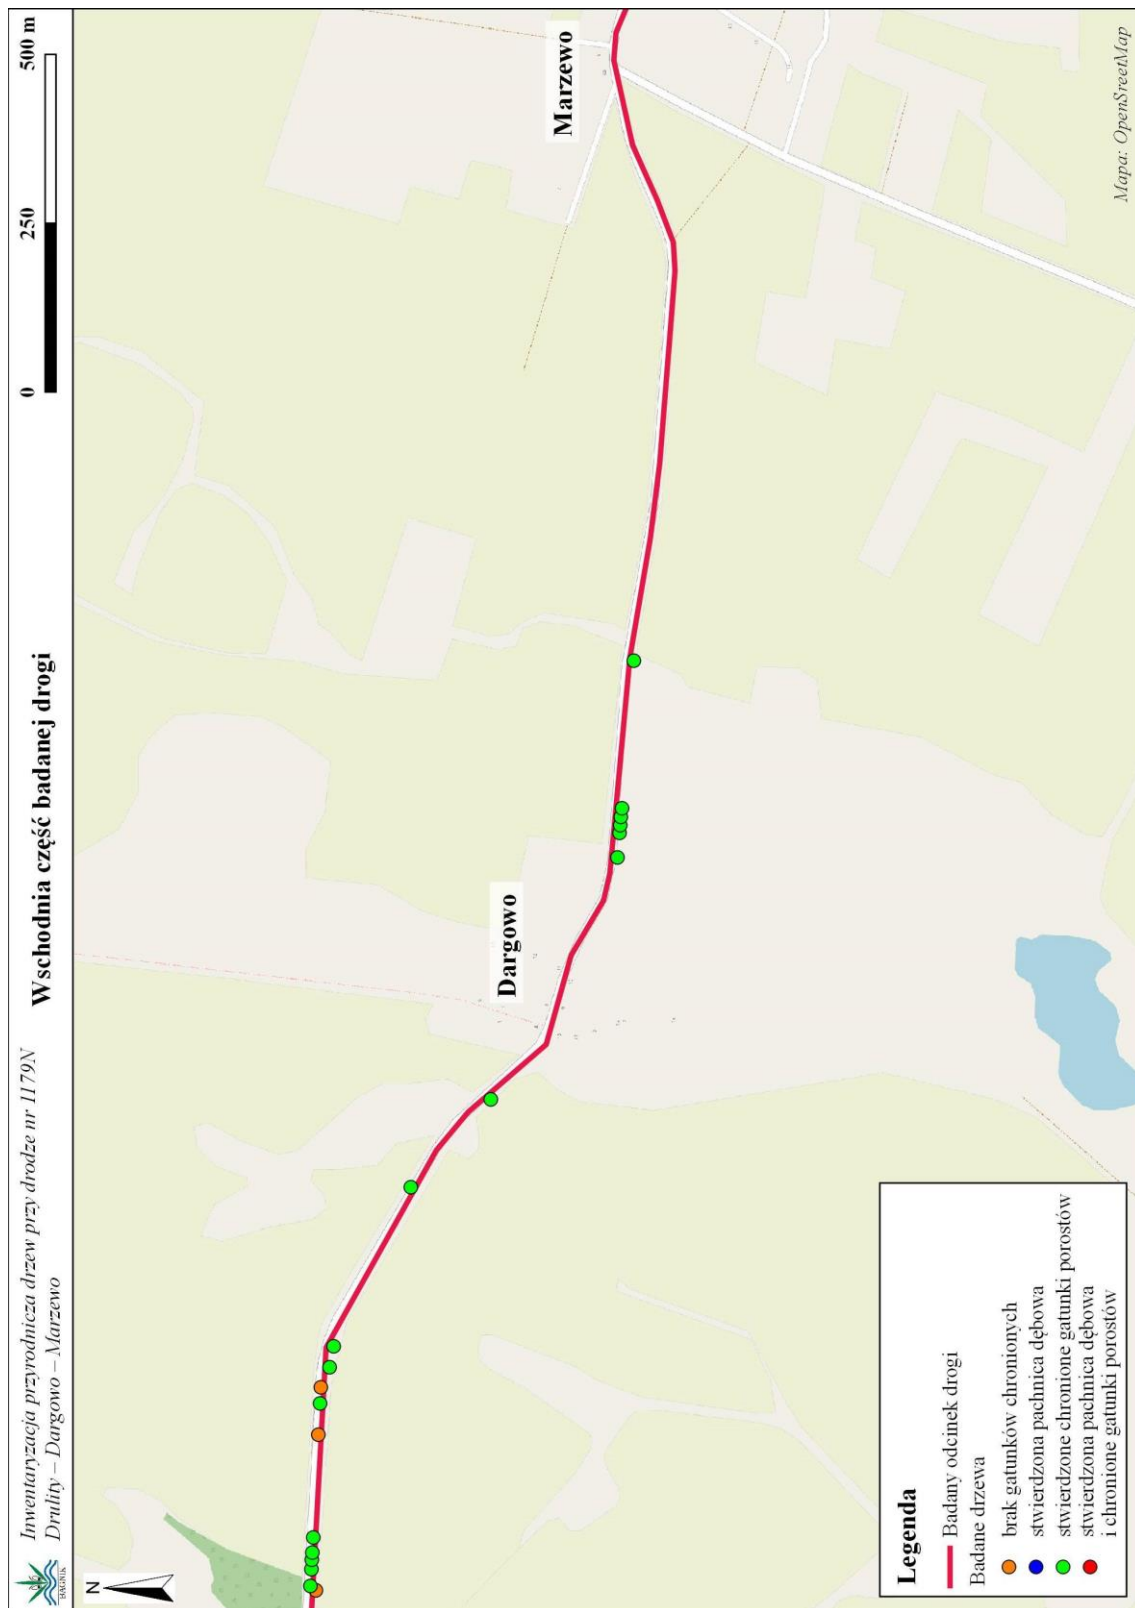 Inwentaryzacja przyrodnicza drzew przy drodze nr 1179N
Drulity – Dargowo – Marzewo
BAGNIK
Wschodnia część badanej drogi
0 250 500 m
N
Marzewo
Dargowo
Legenda
Badany odcinek drogi
Badane drzewa
brak gatunków chronionych
stwierdzona pachnica dębowa
stwierdzone chronione gatunki porostów
stwierdzona pachnica dębowa
i chronione gatunki porostów
Mapa: OpenSreetMap